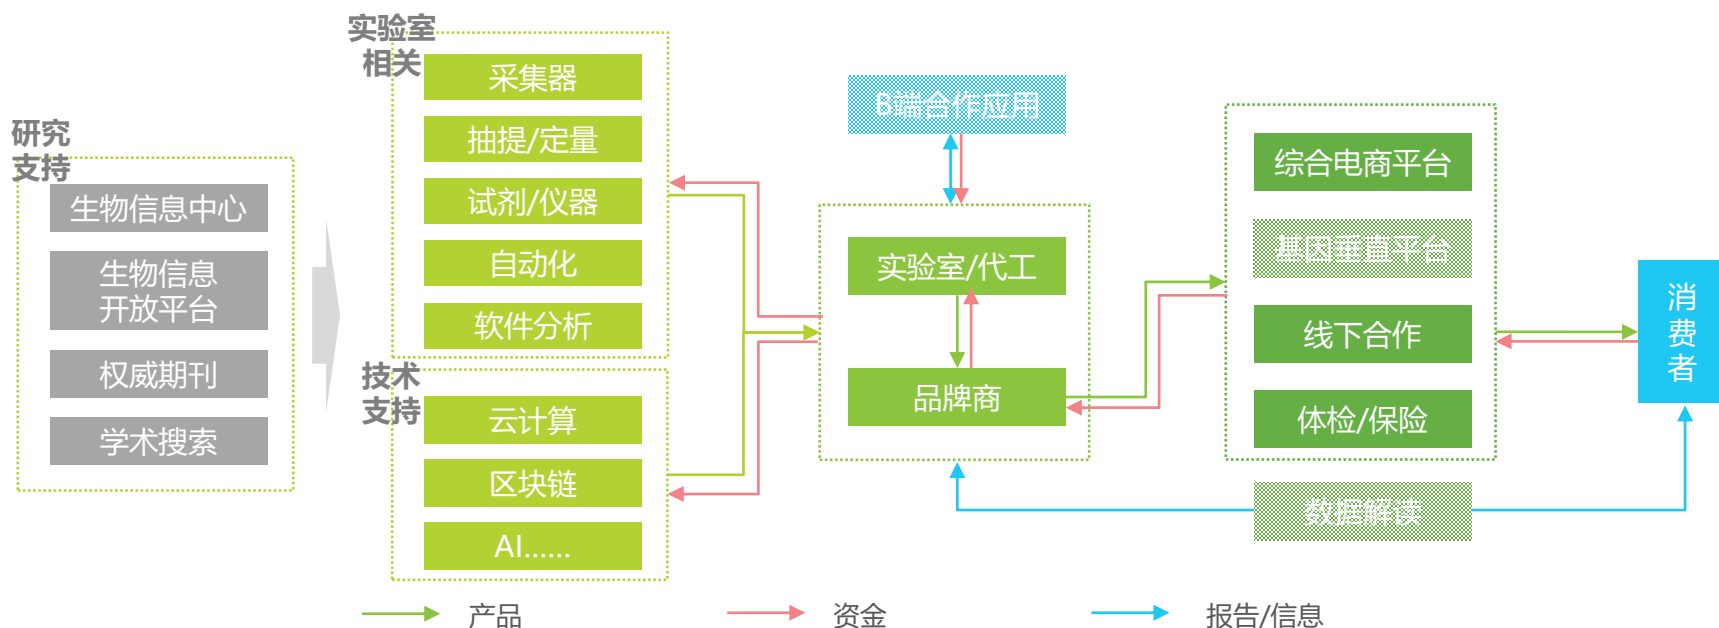 研究
支持
生物信息中心
生物信息
开放平台
权威期刊
学术搜索
实验室
相关
采集器
抽提/定量
试剂/仪器
自动化
软件分析
技术
支持
云计算
区块链
AI......
B端合作应用
实验室/代工
品牌商
综合电商平台
基因垂直平台
线下合作
体检/保险
数据解读
消
费
者
产品
资金
报告/信息